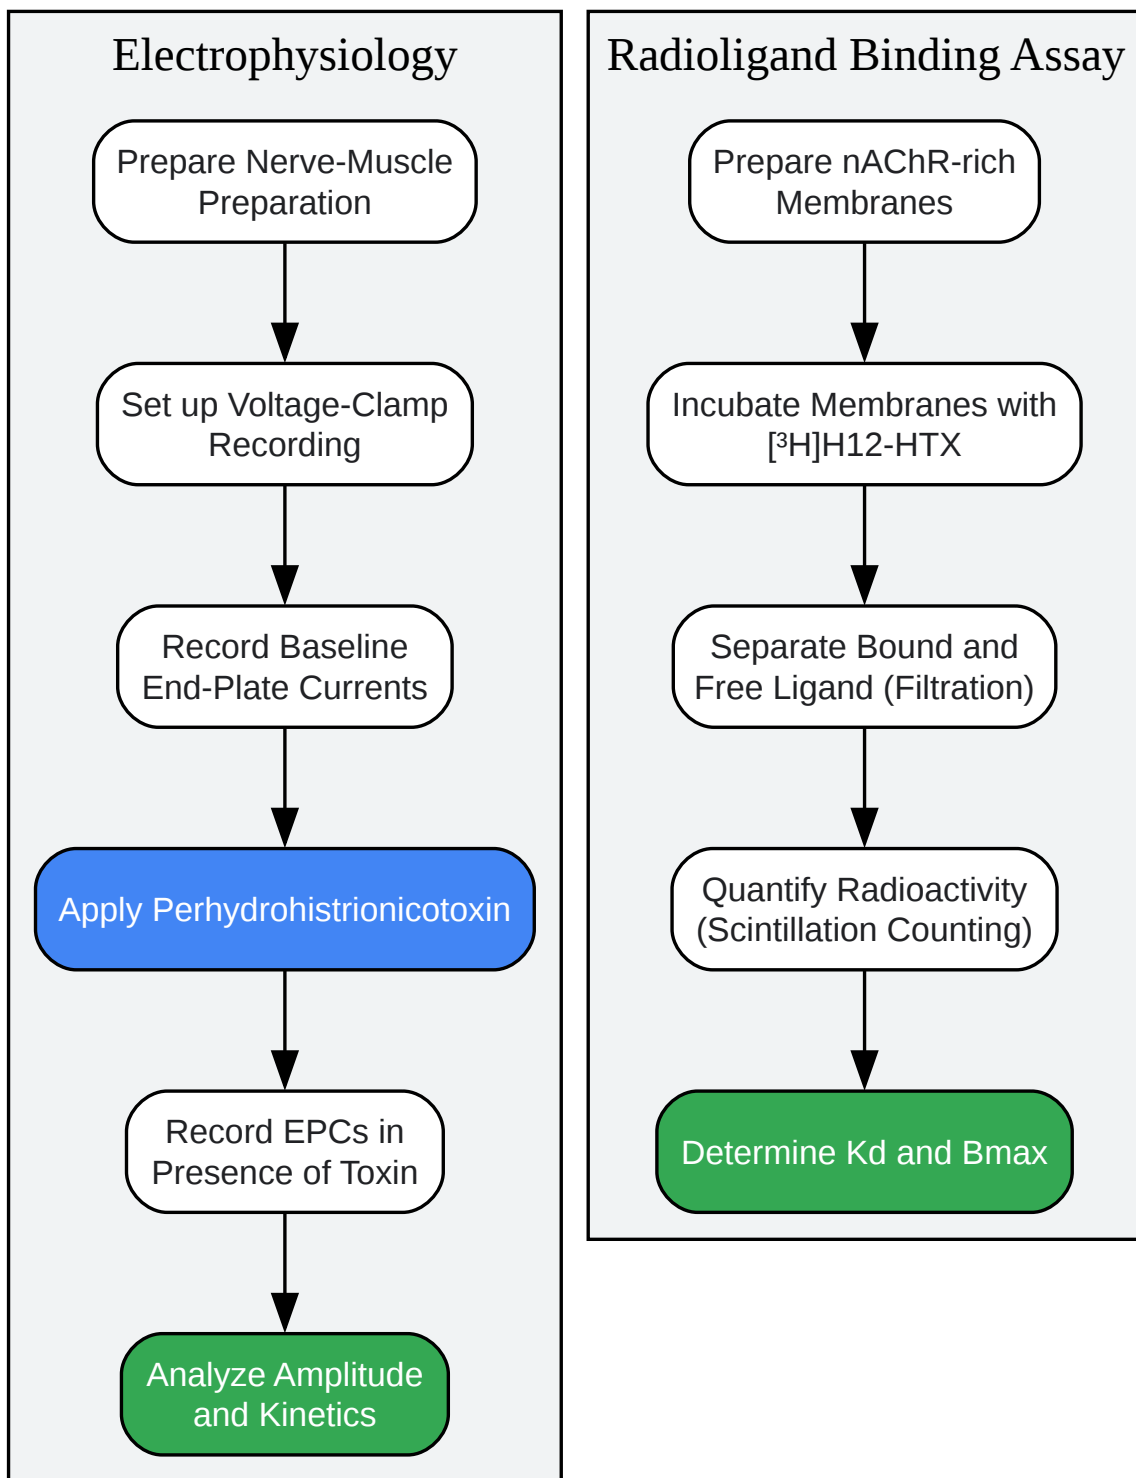 Electrophysiology
Prepare Nerve-Muscle
Preparation
Set up Voltage-Clamp
Recording
Record Baseline
End-Plate Currents
Apply Perhydrohistrionicotoxin
Record EPCs in
Presence of Toxin
Analyze Amplitude
and Kinetics
Radioligand Binding Assay
Prepare nAChR-rich
Membranes
Incubate Membranes with
[³H]H12-HTX
Separate Bound and
Free Ligand (Filtration)
Quantify Radioactivity
(Scintillation Counting)
Determine Kd and Bmax